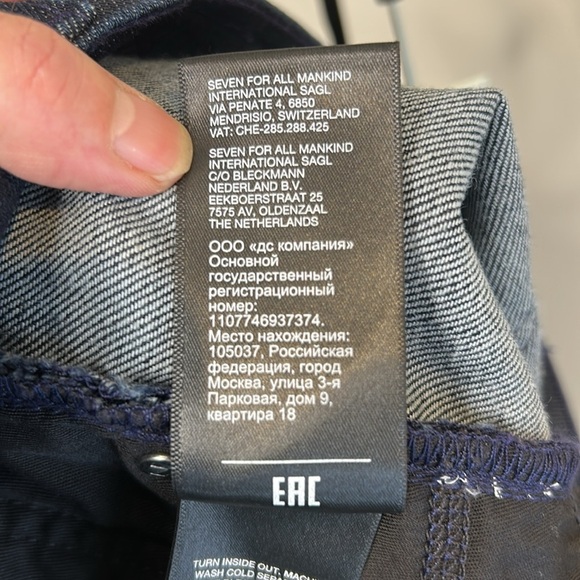 SEVEN FOR ALL MANKIND
INTERNATIONAL SAGL
VIA PENATE 4, 6850
MENDRISIO, SWITZERLAND
VAT: CHE-285.288.425
SEVEN FOR ALL MANKIND
INTERNATIONAL SAGL
C/O BLECKMANN
NEDERLAND B.V.
EEKBOERSTRAAT 25
7575 AV, OLDENZAAL
THE NETHERLANDS
ООО «дс компания»
Основной
государственный
регистрационный
номер:
1107746937374.
Место нахождения:
105037, Российская
федерация, город
Москва, улица 3-я
Парковая, дом 9,
квартира 18
EAC
TURN INSIDE OUT,
WASH COLD